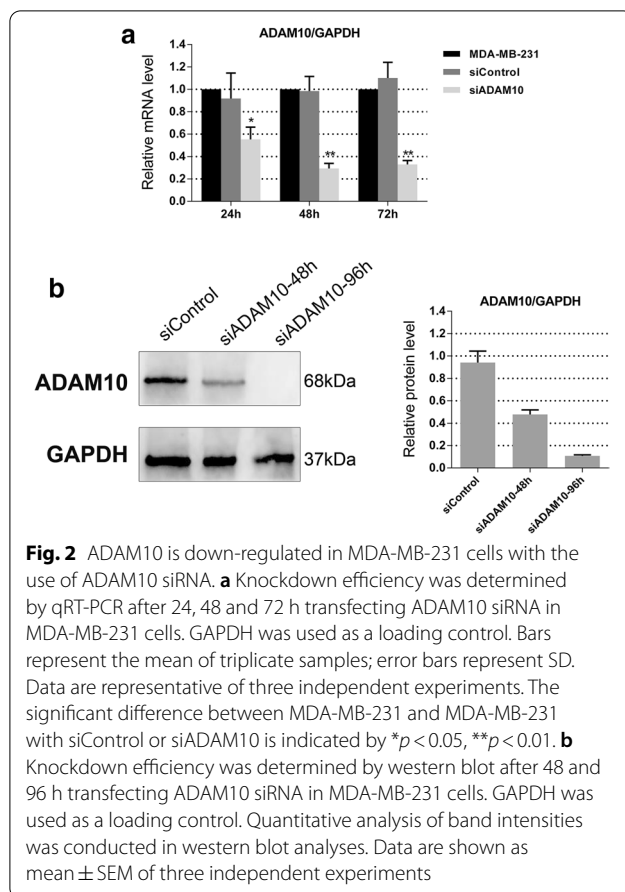 a
ADAM10/GAPDH
Relative mRNA level
1.4
1.2
1.0
0.8
0.6
0.4
0.2
0.0
*
**
**
24h
48h
72h
MDA-MB-231
siControl
siADAM10
b
siControl
siADAM10-48h
siADAM10-96h
ADAM10
68kDa
GAPDH
37kDa
ADAM10/GAPDH
Relative protein level
1.4
1.2
1.0
0.8
0.6
0.4
0.2
0.0
siControl
siADAM10-48h
siADAM10-96h
Fig. 2 ADAM10 is down-regulated in MDA-MB-231 cells with the
use of ADAM10 siRNA. a Knockdown efficiency was determined
by qRT-PCR after 24, 48 and 72 h transfecting ADAM10 siRNA in
MDA-MB-231 cells. GAPDH was used as a loading control. Bars
represent the mean of triplicate samples; error bars represent SD.
Data are representative of three independent experiments. The
significant difference between MDA-MB-231 and MDA-MB-231
with siControl or siADAM10 is indicated by *p < 0.05, **p < 0.01. b
Knockdown efficiency was determined by western blot after 48 and
96 h transfecting ADAM10 siRNA in MDA-MB-231 cells. GAPDH was
used as a loading control. Quantitative analysis of band intensities
was conducted in western blot analyses. Data are shown as
mean ± SEM of three independent experiments